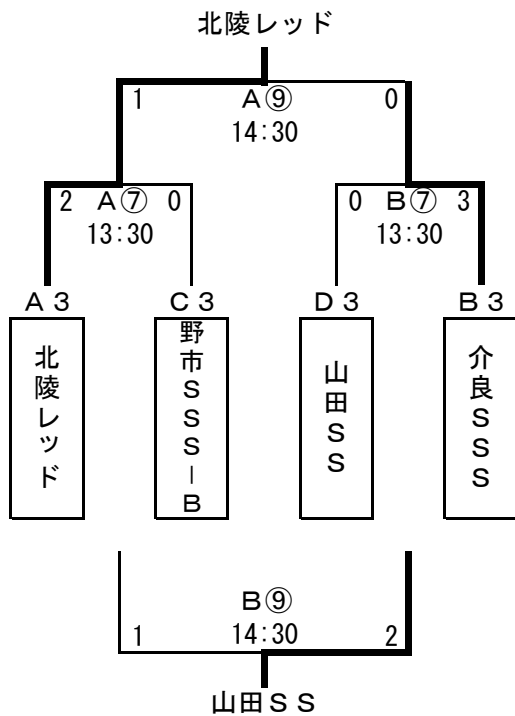 北陵レッド
1 A⑨ 0
14:30
2 A⑦ 0 0 B⑦ 3
13:30 13:30
A3 C3 D3 B3
北陵レッド
野市SSS-B
山田SS
介良SSS
B⑨
1 14:30 2
山田SS